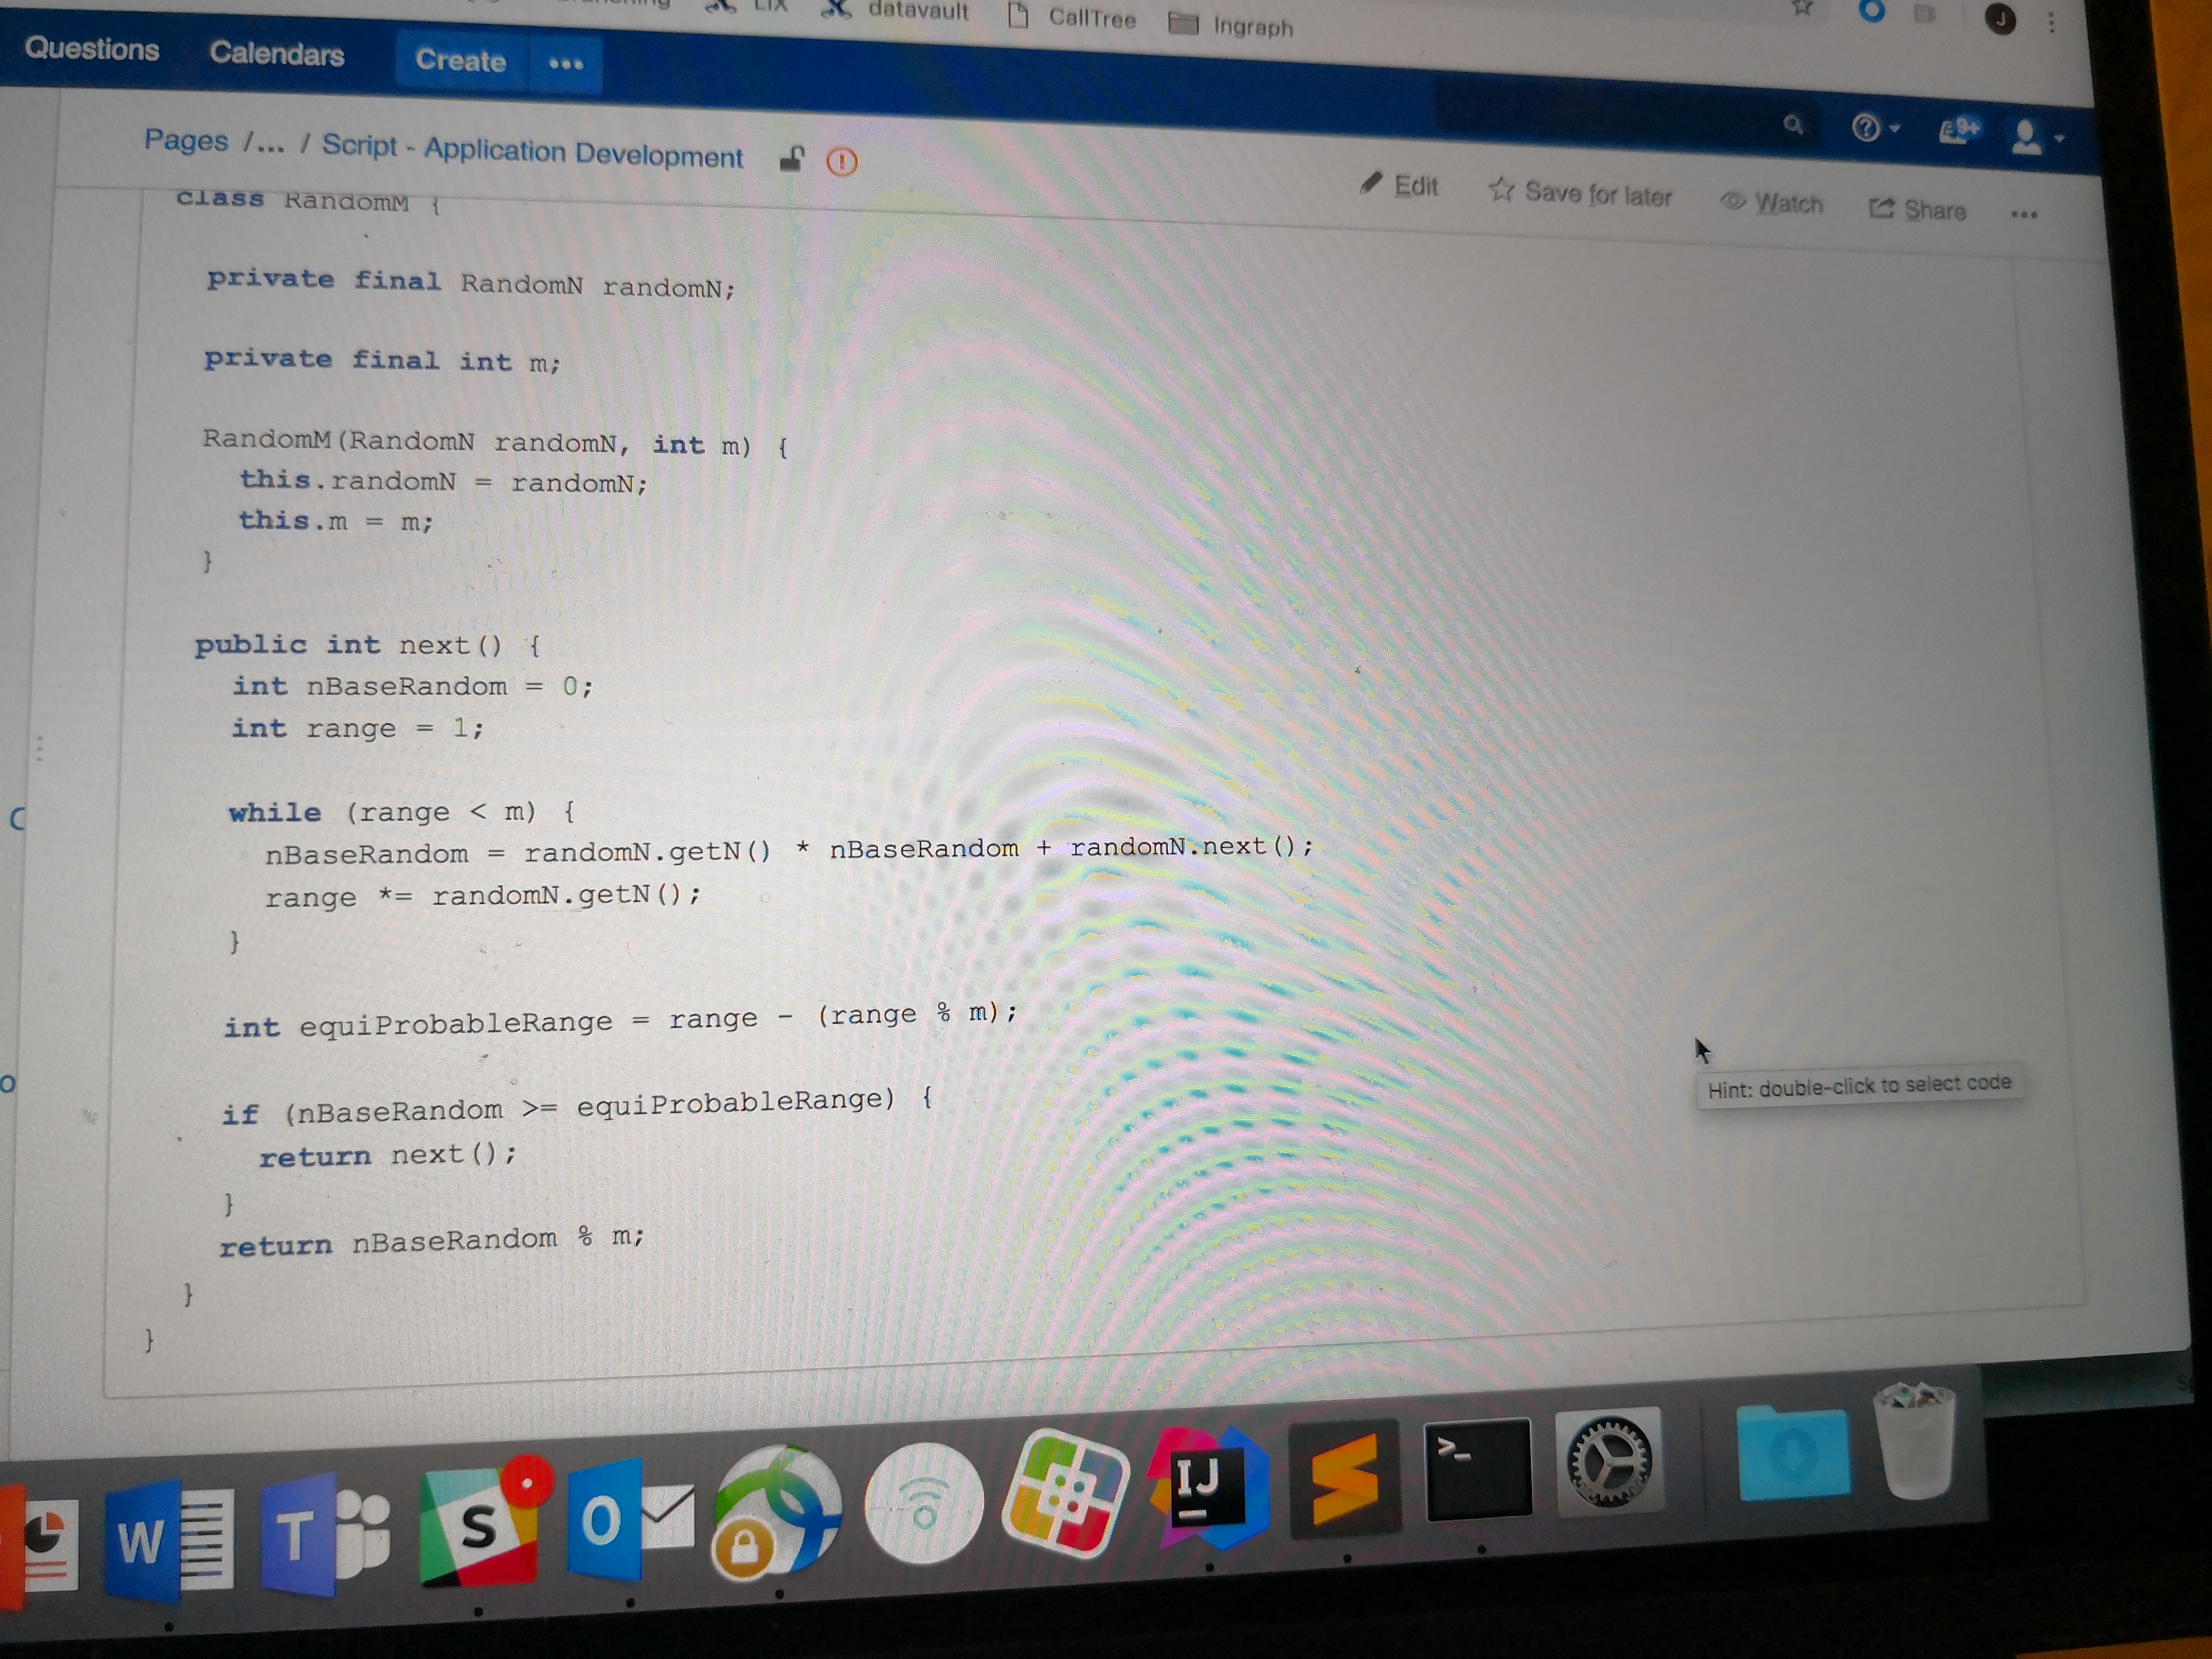 LIX
datavault
CallTree
Ingraph
J
Questions
Calendars
Create
9+
Pages /... / Script - Application Development
Edit
Save for later
Watch
Share
class RandomM {
private final RandomN randomN;
private final int m;
RandomM(RandomN randomN, int m) {
this.randomN = randomN;
this.m = m;
}
public int next() {
int nBaseRandom = 0;
int range = 1;
while (range < m) {
nBaseRandom = randomN.getN() * nBaseRandom + randomN.next();
range *= randomN.getN();
}
int equiProbableRange = range - (range % m);
if (nBaseRandom >= equiProbableRange) {
return next();
}
return nBaseRandom % m;
}
}
Hint: double-click to select code
W
T
S
O
IJ
>_